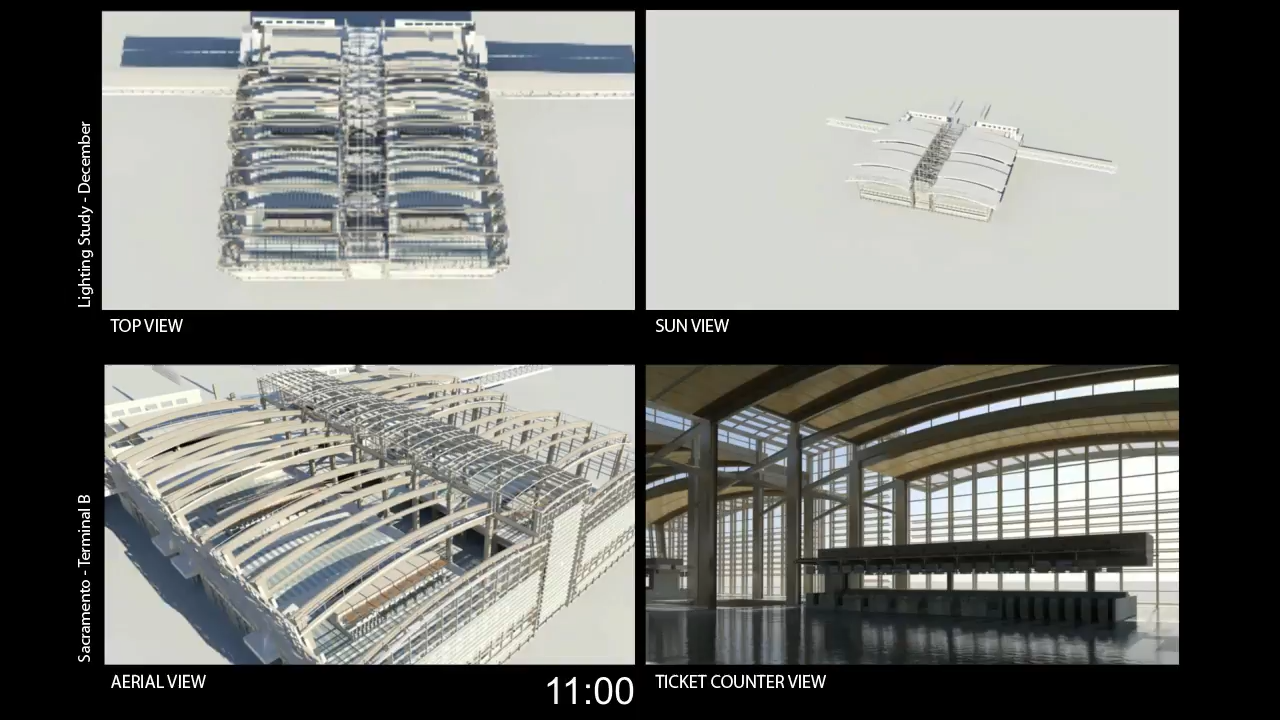 Lighting Study - December
TOP VIEW
SUN VIEW
Sacramento - Terminal B
AERIAL VIEW
11:00
TICKET COUNTER VIEW